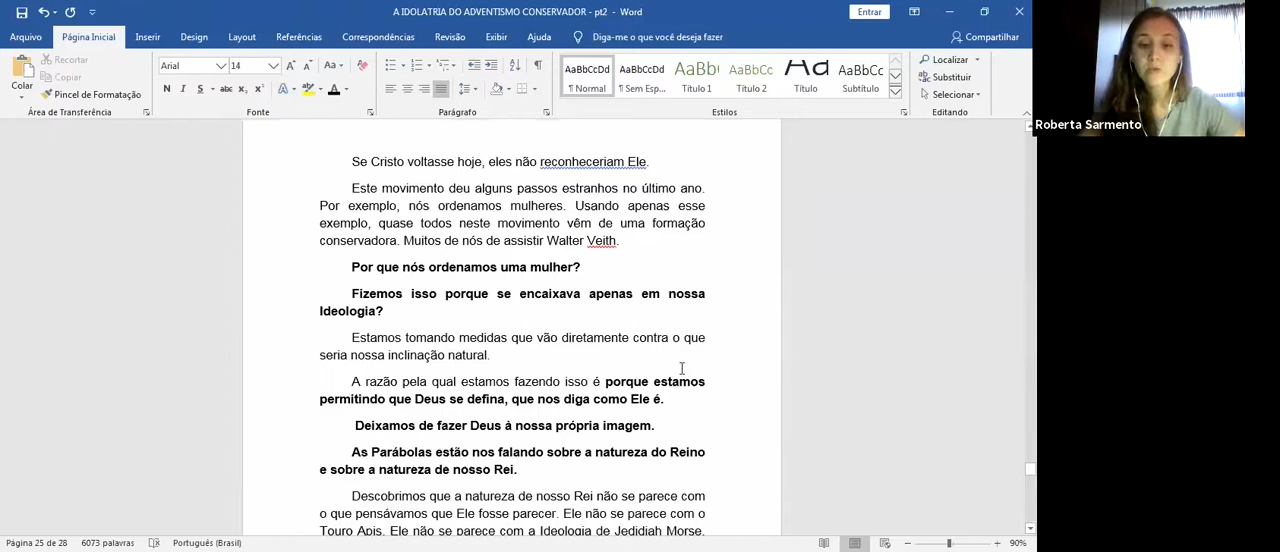 A IDOLATRIA DO ADVENTISMO CONSERVADOR - pt2 - Word
Entrar
Arquivo Página Inicial Inserir Design Layout Referências Correspondências Revisão Exibir Ajuda Diga-me o que você deseja fazer Compartilhar
Colar
Recortar
Copiar
Pincel de Formatação
Área de Transferência
Arial 14
N I S abc x₂ x²
Fonte
Parágrafo
AaBbCcDd AaBbCcDd AaBbC AaBbCc Aa AaBbCc
¶ Normal ¶ Sem Esp... Título 1 Título 2 Título Subtítulo
Estilos
Localizar
Substituir
Selecionar
Editando
Roberta Sarmento
Se Cristo voltasse hoje, eles não reconheceriam Ele.
Este movimento deu alguns passos estranhos no último ano.
Por exemplo, nós ordenamos mulheres. Usando apenas esse
exemplo, quase todos neste movimento vêm de uma formação
conservadora. Muitos de nós de assistir Walter Veith.
Por que nós ordenamos uma mulher?
Fizemos isso porque se encaixava apenas em nossa
Ideologia?
Estamos tomando medidas que vão diretamente contra o que
seria nossa inclinação natural.
A razão pela qual estamos fazendo isso é porque estamos
permitindo que Deus se defina, que nos diga como Ele é.
Deixamos de fazer Deus à nossa própria imagem.
As Parábolas estão nos falando sobre a natureza do Reino
e sobre a natureza de nosso Rei.
Descobrimos que a natureza de nosso Rei não se parece com
o que pensávamos que Ele fosse parecer. Ele não se parece com o
Touro Apis. Ele não se parece com a Ideologia de Jedidiah Morse.
Página 25 de 28 6073 palavras Português (Brasil) 90%